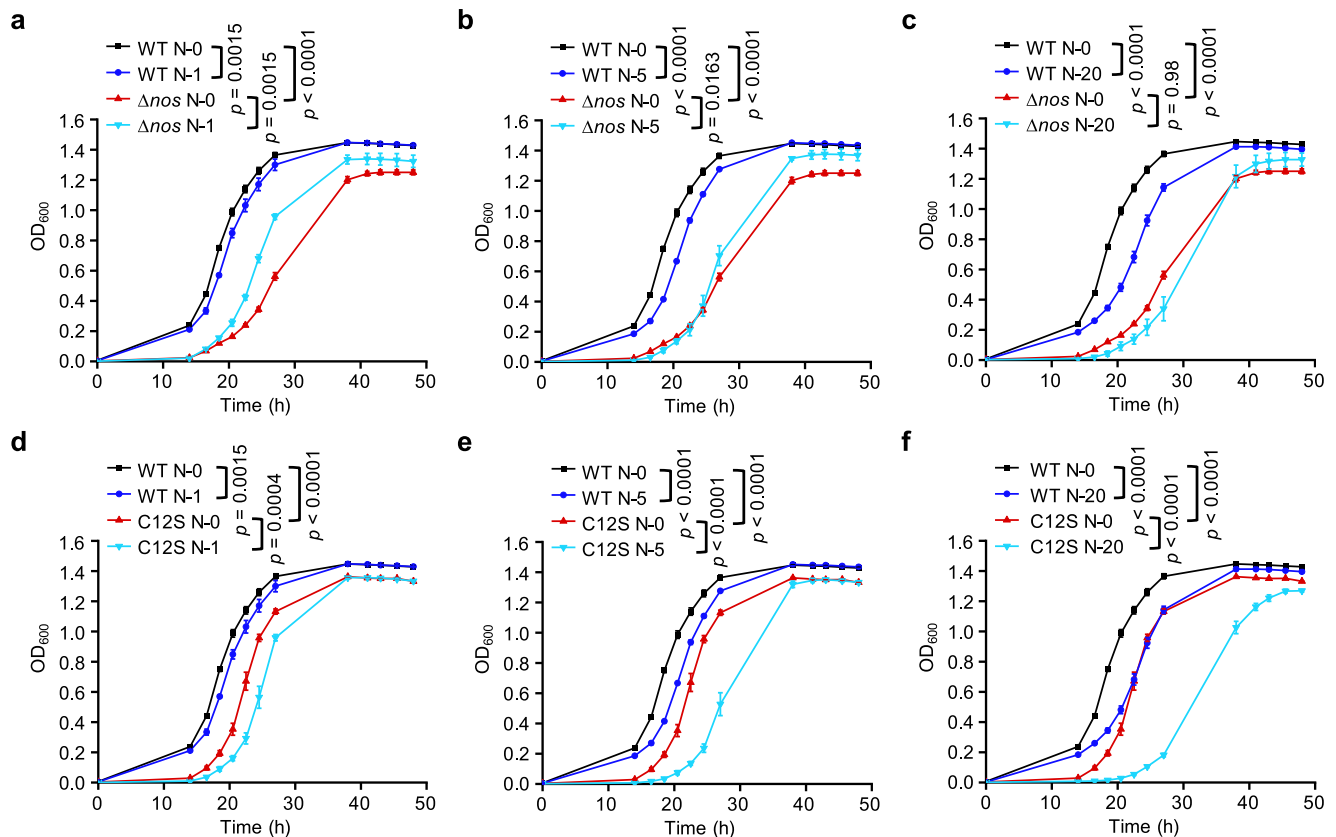 a
WT N-0
WT N-1
Δnos N-0
Δnos N-1
p = 0.0015
p = 0.0015
p < 0.0001
1.6
1.4
1.2
1.0
0.8
0.6
0.4
0.2
0.0
OD600
0 10 20 30 40 50
Time (h)
b
WT N-0
WT N-5
Δnos N-0
Δnos N-5
p < 0.0001
p = 0.0163
p < 0.0001
1.6
1.4
1.2
1.0
0.8
0.6
0.4
0.2
0.0
OD600
0 10 20 30 40 50
Time (h)
c
WT N-0
WT N-20
Δnos N-0
Δnos N-20
p < 0.0001
p = 0.98
p < 0.0001
1.6
1.4
1.2
1.0
0.8
0.6
0.4
0.2
0.0
OD600
0 10 20 30 40 50
Time (h)
d
WT N-0
WT N-1
C12S N-0
C12S N-1
p = 0.0015
p = 0.0004
p < 0.0001
1.6
1.4
1.2
1.0
0.8
0.6
0.4
0.2
0.0
OD600
0 10 20 30 40 50
Time (h)
e
WT N-0
WT N-5
C12S N-0
C12S N-5
p < 0.0001
p < 0.0001
p < 0.0001
1.6
1.4
1.2
1.0
0.8
0.6
0.4
0.2
0.0
OD600
0 10 20 30 40 50
Time (h)
f
WT N-0
WT N-20
C12S N-0
C12S N-20
p < 0.0001
p < 0.0001
p < 0.0001
1.6
1.4
1.2
1.0
0.8
0.6
0.4
0.2
0.0
OD600
0 10 20 30 40 50
Time (h)